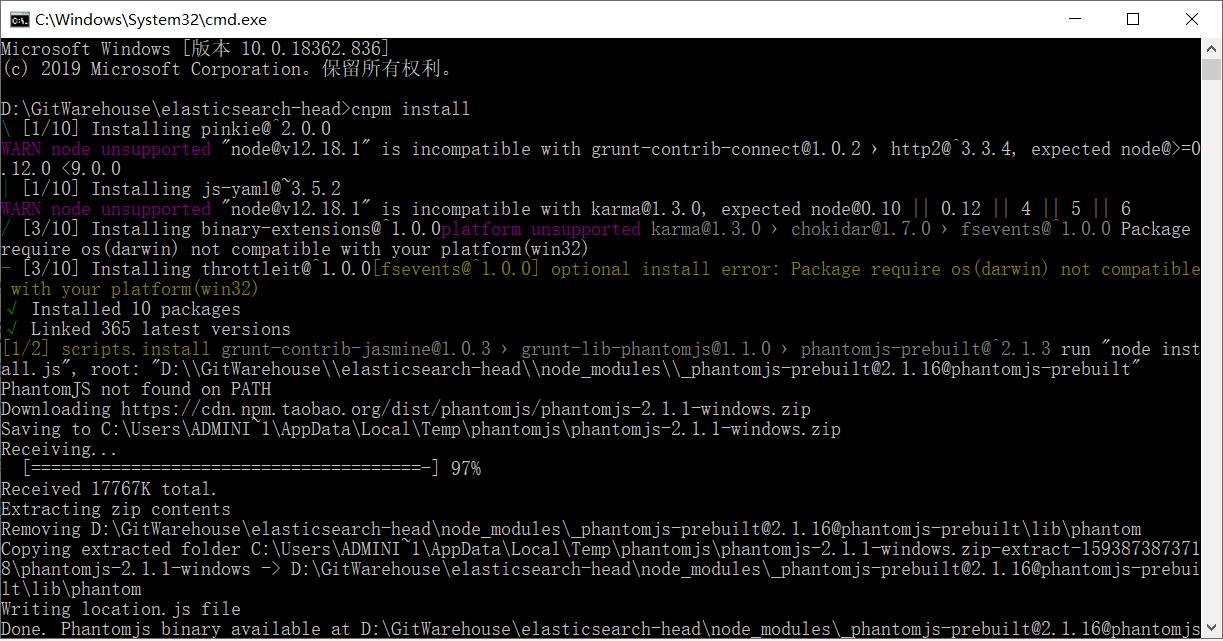 C:\Windows\System32\cmd.exe
Microsoft Windows [版本 10.0.18362.836]
(c) 2019 Microsoft Corporation。保留所有权利。
D:\GitWarehouse\elasticsearch-head>cnpm install
\ [1/10] Installing pinkie@^2.0.0
WARN node unsupported "node@v12.18.1" is incompatible with grunt-contrib-connect@1.0.2 › http2@^3.3.4, expected node@>=0
.12.0 <9.0.0
| [1/10] Installing js-yaml@~3.5.2
WARN node unsupported "node@v12.18.1" is incompatible with karma@1.3.0, expected node@0.10 || 0.12 || 4 || 5 || 6
/ [3/10] Installing binary-extensions@^1.0.0platform unsupported karma@1.3.0 › chokidar@1.7.0 › fsevents@^1.0.0 Package
require os(darwin) not compatible with your platform(win32)
- [3/10] Installing throttleit@^1.0.0[fsevents@^1.0.0] optional install error: Package require os(darwin) not compatible
with your platform(win32)
√ Installed 10 packages
√ Linked 365 latest versions
[1/2] scripts.install grunt-contrib-jasmine@1.0.3 › grunt-lib-phantomjs@1.1.0 › phantomjs-prebuilt@^2.1.3 run "node inst
all.js", root: "D:\\GitWarehouse\\elasticsearch-head\\node_modules\\_phantomjs-prebuilt@2.1.16@phantomjs-prebuilt"
PhantomJS not found on PATH
Downloading https://cdn.npm.taobao.org/dist/phantomjs/phantomjs-2.1.1-windows.zip
Saving to C:\Users\ADMINI~1\AppData\Local\Temp\phantomjs\phantomjs-2.1.1-windows.zip
Receiving...
[=======================================-] 97%
Received 17767K total.
Extracting zip contents
Removing D:\GitWarehouse\elasticsearch-head\node_modules\_phantomjs-prebuilt@2.1.16@phantomjs-prebuilt\lib\phantom
Copying extracted folder C:\Users\ADMINI~1\AppData\Local\Temp\phantomjs\phantomjs-2.1.1-windows.zip-extract-159387387371
8\phantomjs-2.1.1-windows -> D:\GitWarehouse\elasticsearch-head\node_modules\_phantomjs-prebuilt@2.1.16@phantomjs-prebui
lt\lib\phantom
Writing location.js file
Done. Phantomjs binary available at D:\GitWarehouse\elasticsearch-head\node_modules\_phantomjs-prebuilt@2.1.16@phantomjs